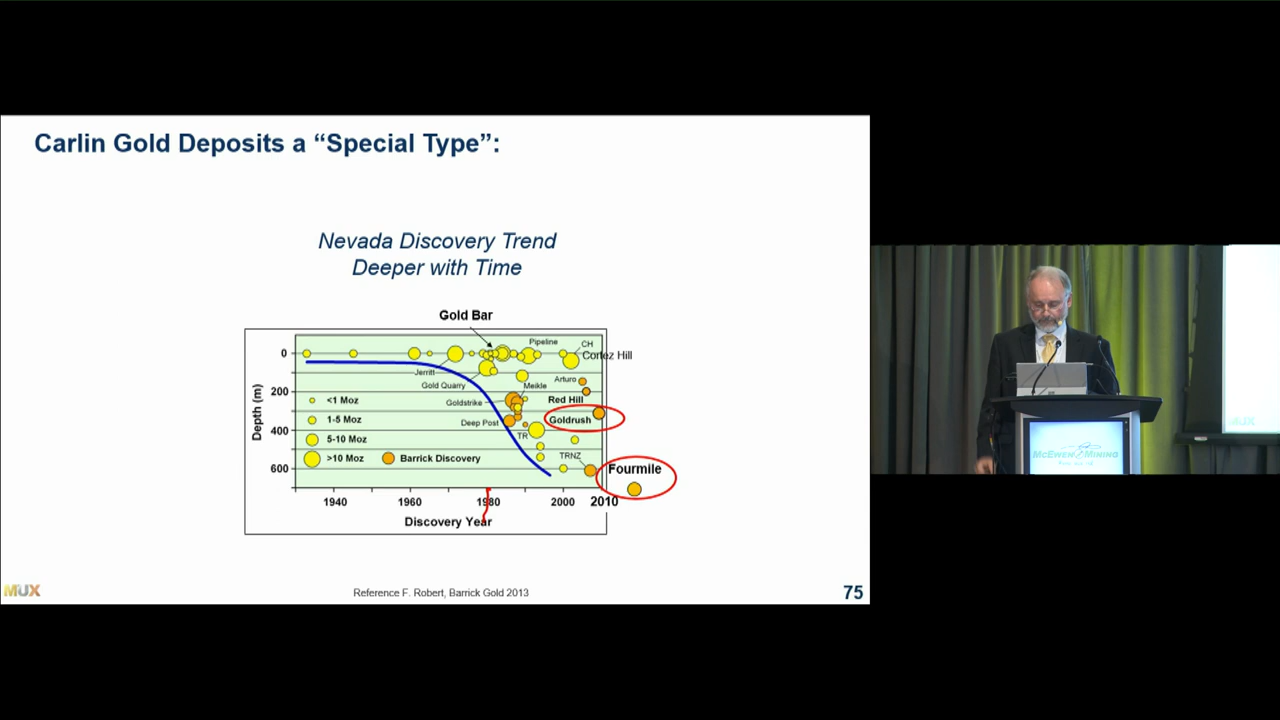 Carlin Gold Deposits a “Special Type”:
Nevada Discovery Trend
Deeper with Time
Gold Bar
Pipeline
CH
Cortez Hill
0
Jerritt
Arturo
Gold Quarry
Meikle
200
Red Hill
<1 Moz
Goldstrike
1-5 Moz
Goldrush
Deep Post
400
TR
5-10 Moz
TRNZ
>10 Moz
Barrick Discovery
600
Fourmile
Depth (m)
1940 1960 1980 2000 2010
Discovery Year
Reference F. Robert, Barrick Gold 2013
MUX
75
McEWEN MINING